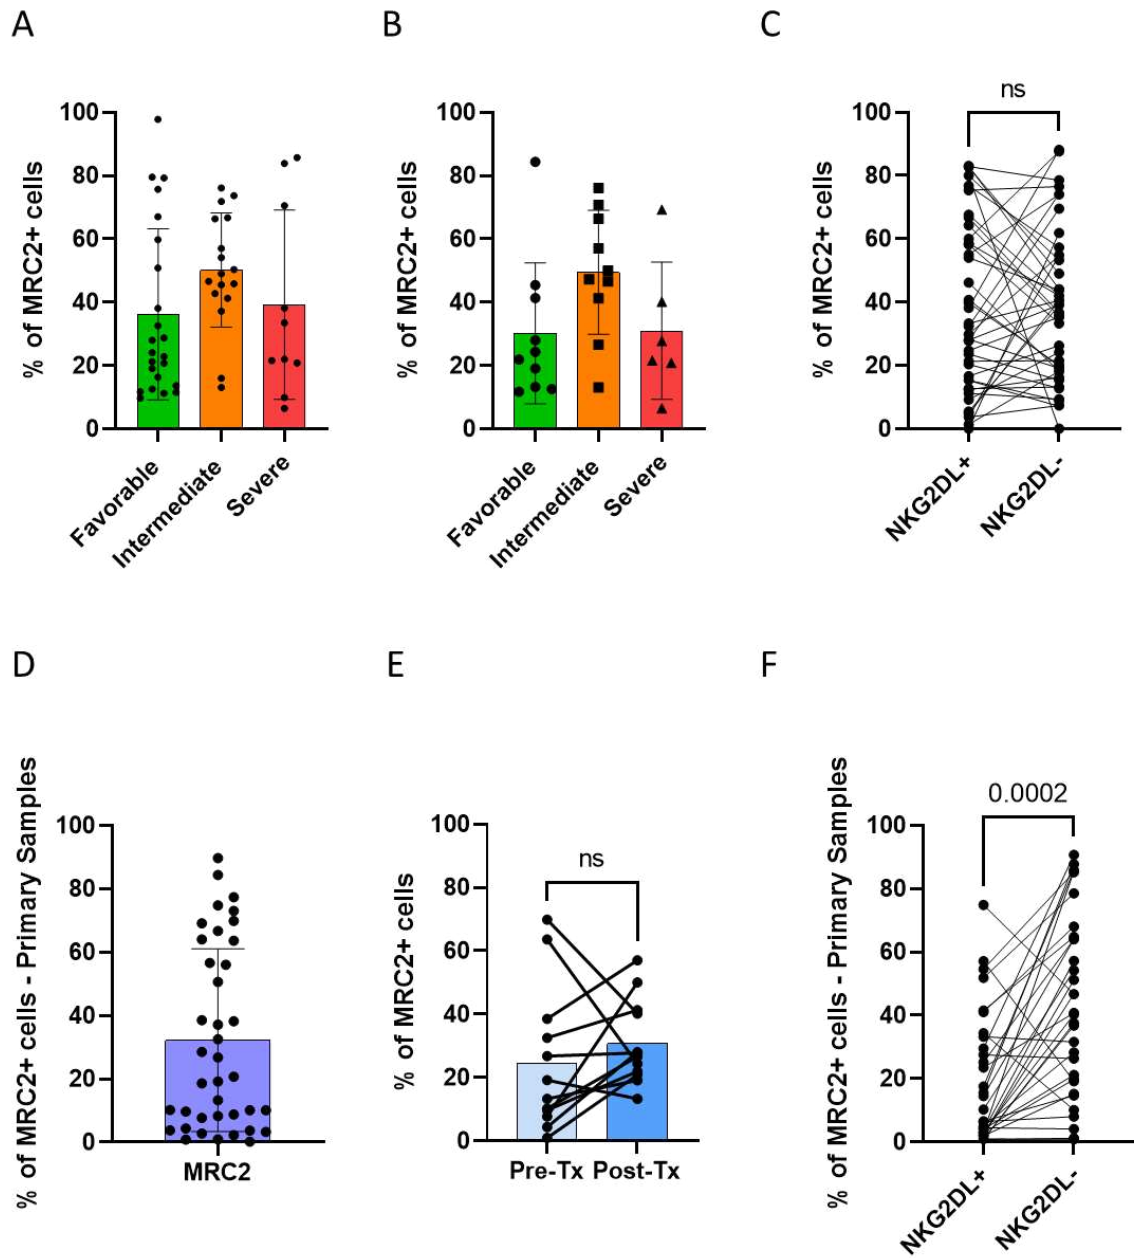 A
B
C
% of MRC2+ cells
100
80
60
40
20
0
Favorable
Intermediate
Severe
% of MRC2+ cells
100
80
60
40
20
0
Favorable
Intermediate
Severe
ns
% of MRC2+ cells
100
80
60
40
20
0
NKG2DL+
NKG2DL-
D
E
F
% of MRC2+ cells - Primary Samples
100
80
60
40
20
0
MRC2
ns
% of MRC2+ cells
100
80
60
40
20
0
Pre-Tx
Post-Tx
0.0002
% of MRC2+ cells - Primary Samples
100
80
60
40
20
0
NKG2DL+
NKG2DL-